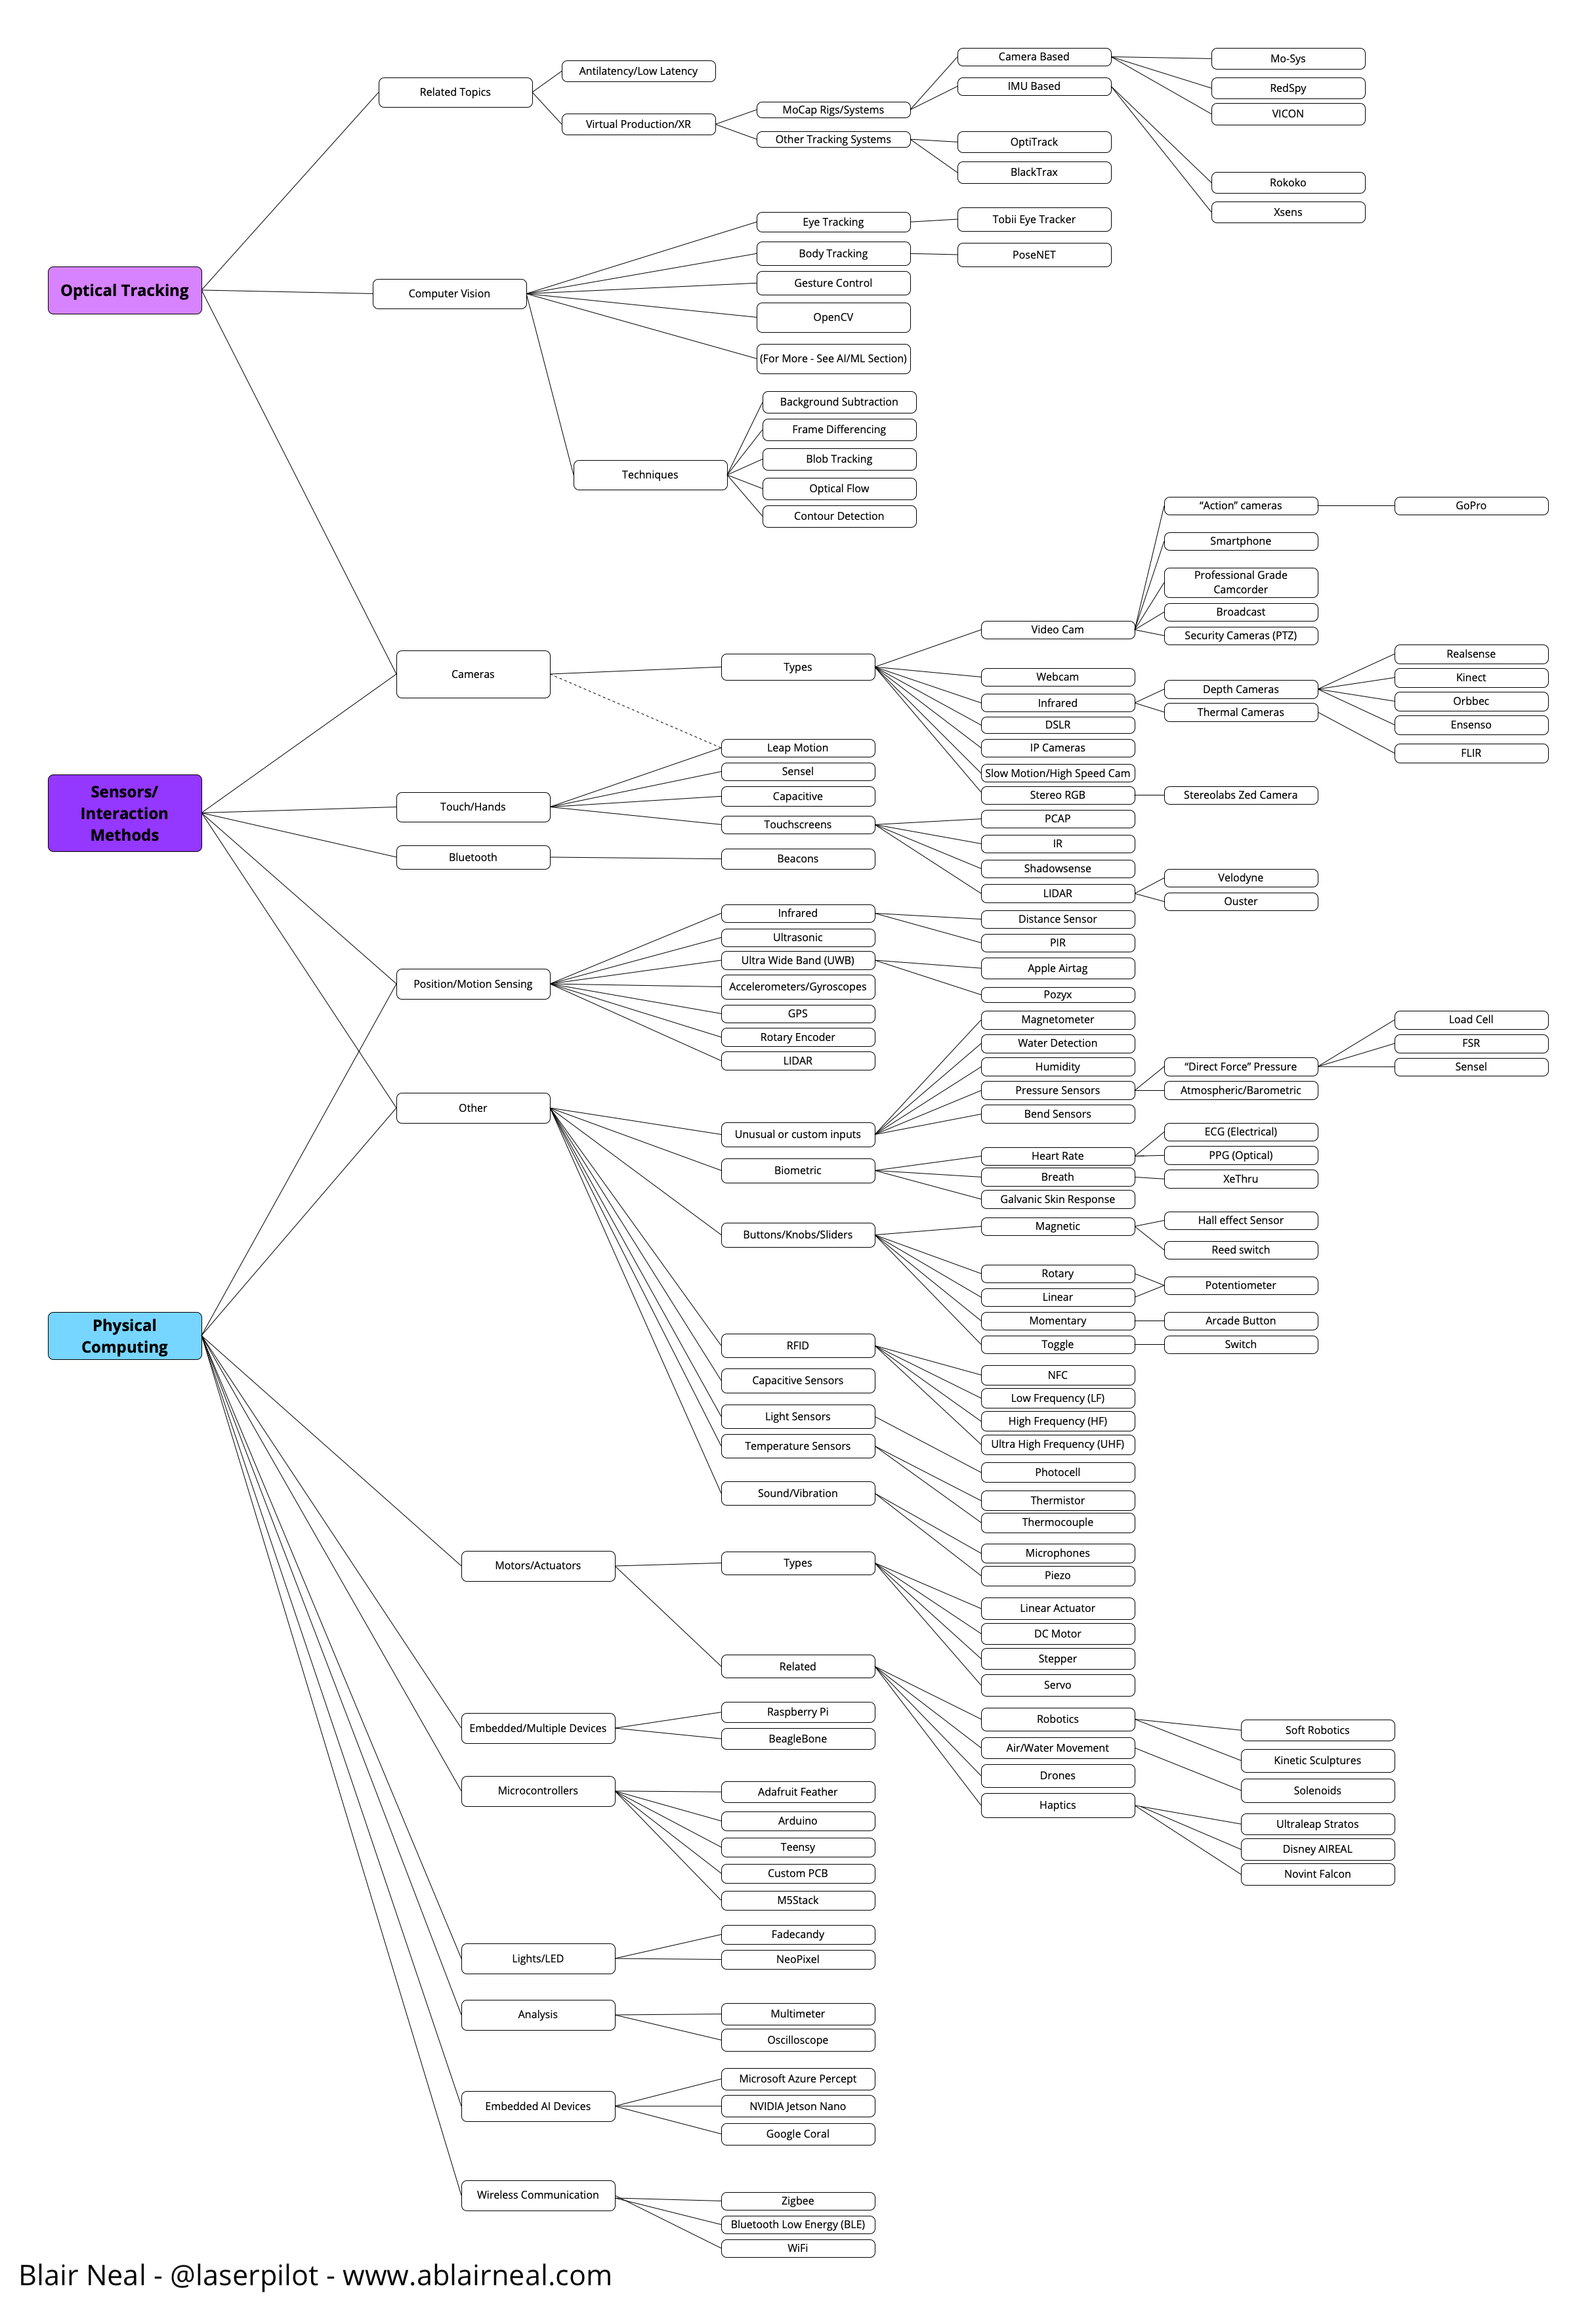 Optical Tracking
Related Topics
Antilatency/Low Latency
Virtual Production/XR
MoCap Rigs/Systems
Camera Based
Mo-Sys
RedSpy
VICON
IMU Based
Rokoko
Xsens
Other Tracking Systems
OptiTrack
BlackTrax
Computer Vision
Eye Tracking
Tobii Eye Tracker
Body Tracking
PoseNET
Gesture Control
OpenCV
(For More - See AI/ML Section)
Techniques
Background Subtraction
Frame Differencing
Blob Tracking
Optical Flow
Contour Detection
Sensors/
Interaction
Methods
Cameras
Types
Video Cam
“Action” cameras
GoPro
Smartphone
Professional Grade
Camcorder
Broadcast
Security Cameras (PTZ)
Webcam
Infrared
Depth Cameras
Realsense
Kinect
Orbbec
Ensenso
Thermal Cameras
FLIR
DSLR
IP Cameras
Slow Motion/High Speed Cam
Stereo RGB
Stereolabs Zed Camera
Touch/Hands
Leap Motion
Sensel
Capacitive
Touchscreens
PCAP
IR
Shadowsense
LIDAR
Velodyne
Ouster
Bluetooth
Beacons
Position/Motion Sensing
Infrared
Distance Sensor
PIR
Ultrasonic
Ultra Wide Band (UWB)
Apple Airtag
Pozyx
Accelerometers/Gyroscopes
GPS
Rotary Encoder
LIDAR
Other
Unusual or custom inputs
Magnetometer
Water Detection
Humidity
Pressure Sensors
“Direct Force” Pressure
Load Cell
FSR
Sensel
Atmospheric/Barometric
Bend Sensors
Biometric
Heart Rate
ECG (Electrical)
PPG (Optical)
Breath
XeThru
Galvanic Skin Response
Buttons/Knobs/Sliders
Magnetic
Hall effect Sensor
Reed switch
Rotary
Linear
Potentiometer
Momentary
Arcade Button
Toggle
Switch
RFID
NFC
Low Frequency (LF)
High Frequency (HF)
Ultra High Frequency (UHF)
Capacitive Sensors
Light Sensors
Photocell
Temperature Sensors
Thermistor
Thermocouple
Sound/Vibration
Microphones
Piezo
Physical
Computing
Motors/Actuators
Types
Linear Actuator
DC Motor
Stepper
Servo
Related
Robotics
Soft Robotics
Kinetic Sculptures
Air/Water Movement
Solenoids
Drones
Haptics
Ultraleap Stratos
Disney AIREAL
Novint Falcon
Embedded/Multiple Devices
Raspberry Pi
BeagleBone
Microcontrollers
Adafruit Feather
Arduino
Teensy
Custom PCB
M5Stack
Lights/LED
Fadecandy
NeoPixel
Analysis
Multimeter
Oscilloscope
Embedded AI Devices
Microsoft Azure Percept
NVIDIA Jetson Nano
Google Coral
Wireless Communication
Zigbee
Bluetooth Low Energy (BLE)
WiFi
Blair Neal - @laserpilot - www.ablairneal.com